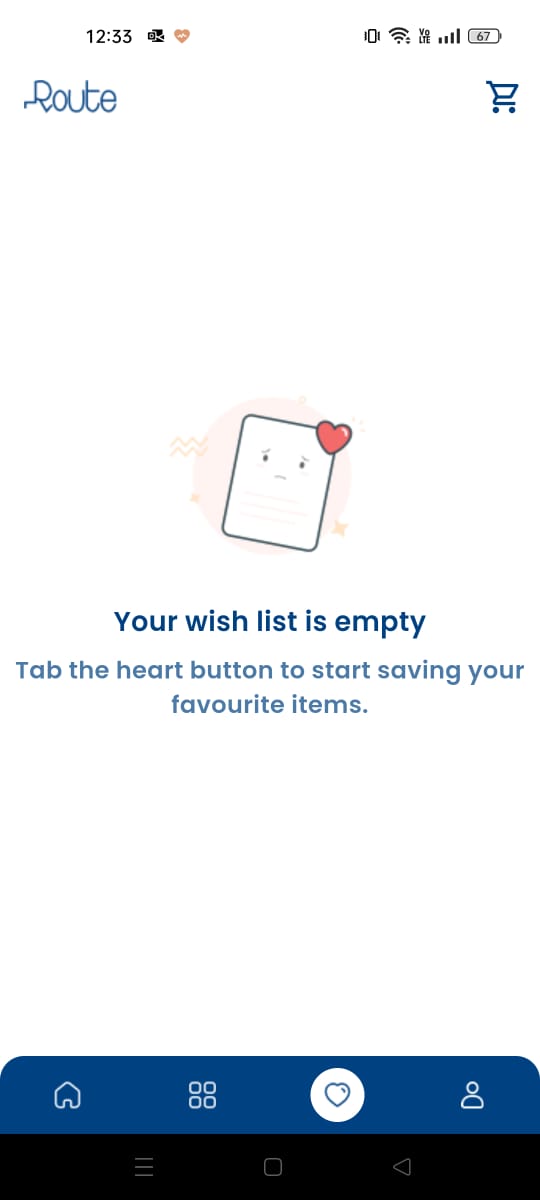 12:33
VO
LTE
67
Route
Your wish list is empty
Tab the heart button to start saving your
favourite items.